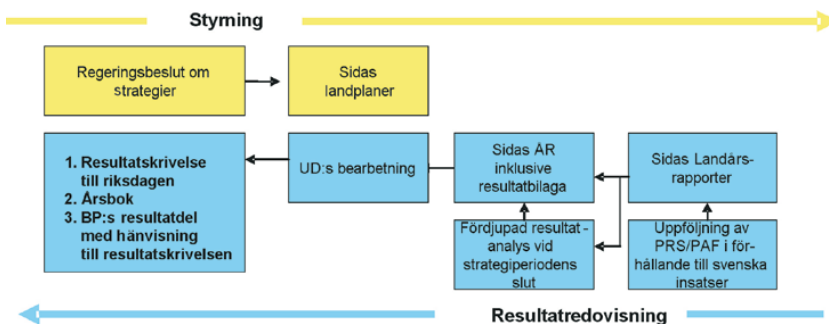 Styrning
Regeringsbeslut om
strategier
Sidas
landplaner
1. Resultatskrivelse
till riksdagen
2. Årsbok
3. BP:s resultatdel
med hänvisning
till resultatskrivelsen
UD:s bearbetning
Sidas ÅR
inklusive
resultatbilaga
Sidas Landårs-
rapporter
Fördjupad resultat-
analys vid
strategiperiodens
slut
Uppföljning av
PRS/PAF i för-
hållande till svenska
insatser
Resultatredovisning